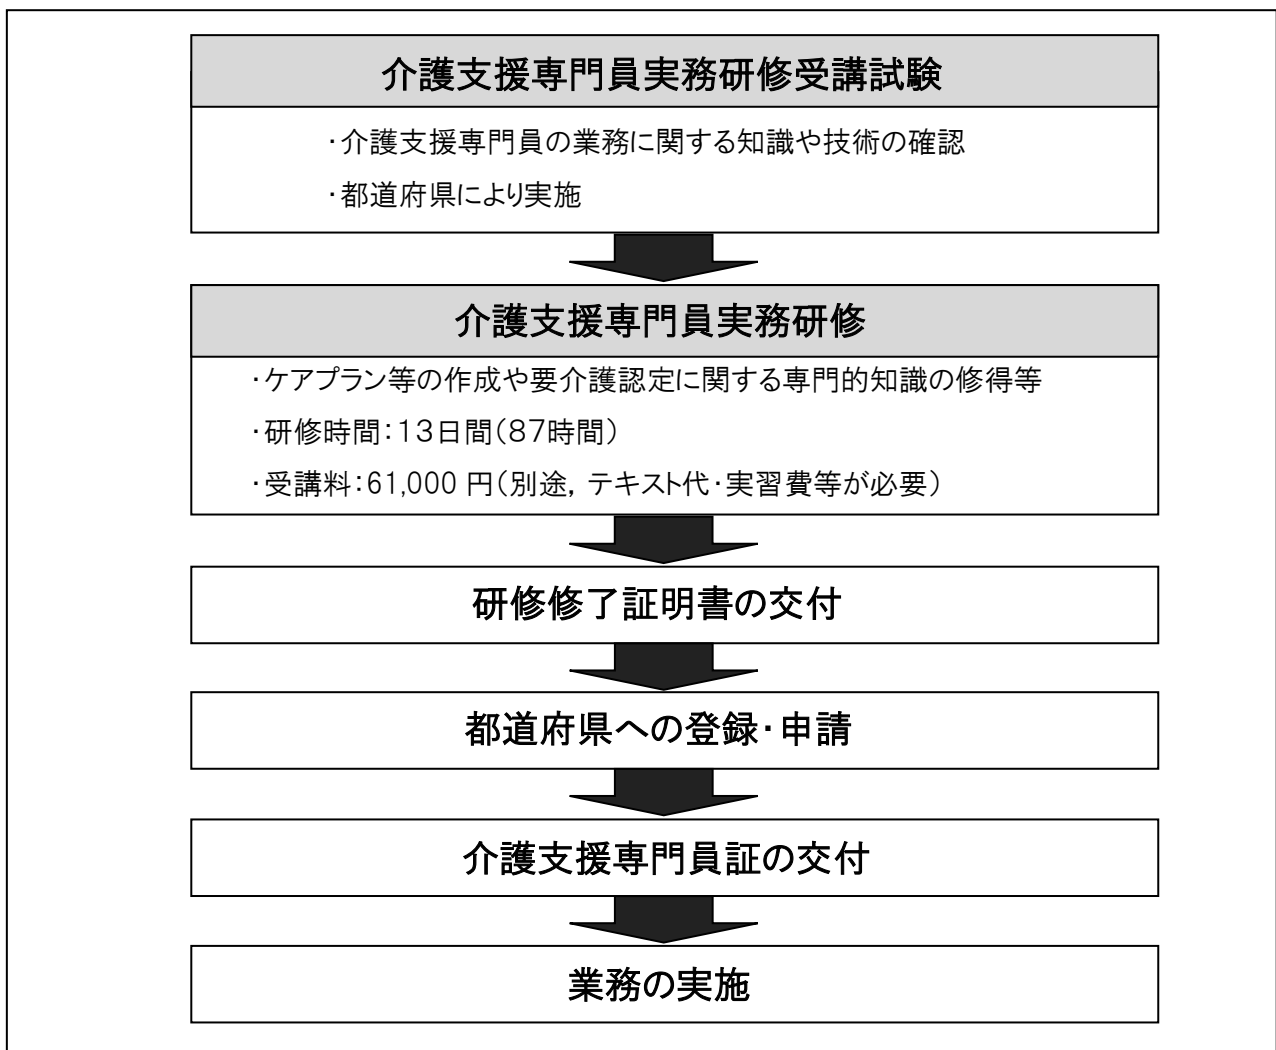 介護支援専門員実務研修受講試験
・介護支援専門員の業務に関する知識や技術の確認
・都道府県により実施
介護支援専門員実務研修
・ケアプラン等の作成や要介護認定に関する専門的知識の修得等
・研修時間：13日間（87時間）
・受講料：61,000 円（別途，テキスト代・実習費等が必要）
研修修了証明書の交付
都道府県への登録・申請
介護支援専門員証の交付
業務の実施